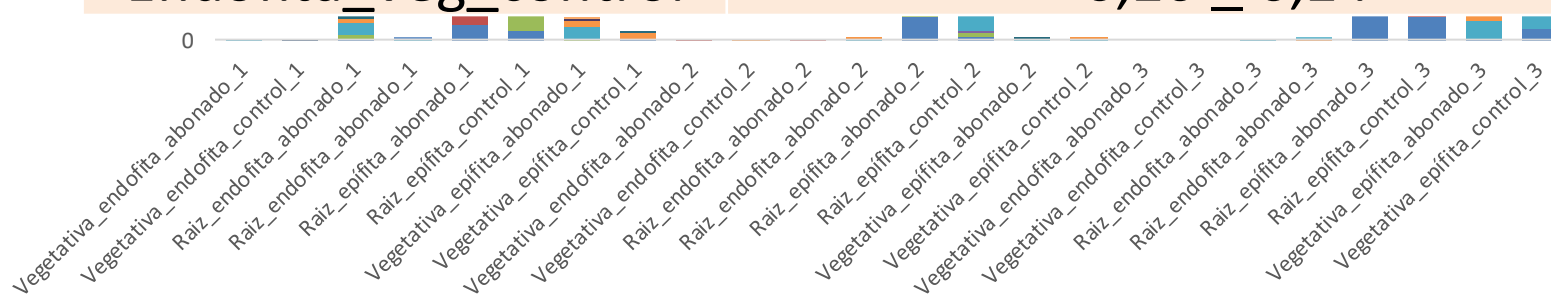 0
Vegetativa_endofita_abonado_1
Vegetativa_endofita_control_1
Raiz_endofita_abonado_1
Raiz_endofita_abonado_1
Raiz_epífita_abonado_1
Raiz_epífita_control_1
Vegetativa_epífita_abonado_1
Vegetativa_epífita_control_1
Vegetativa_endofita_abonado_2
Vegetativa_endofita_control_2
Raiz_endofita_abonado_2
Raiz_endofita_abonado_2
Raiz_epífita_abonado_2
Raiz_epífita_control_2
Vegetativa_epífita_abonado_2
Vegetativa_epífita_control_2
Vegetativa_endofita_abonado_3
Vegetativa_endofita_control_3
Raiz_endofita_abonado_3
Raiz_endofita_abonado_3
Raiz_epífita_abonado_3
Raiz_epífita_control_3
Vegetativa_epífita_abonado_3
Vegetativa_epífita_control_3